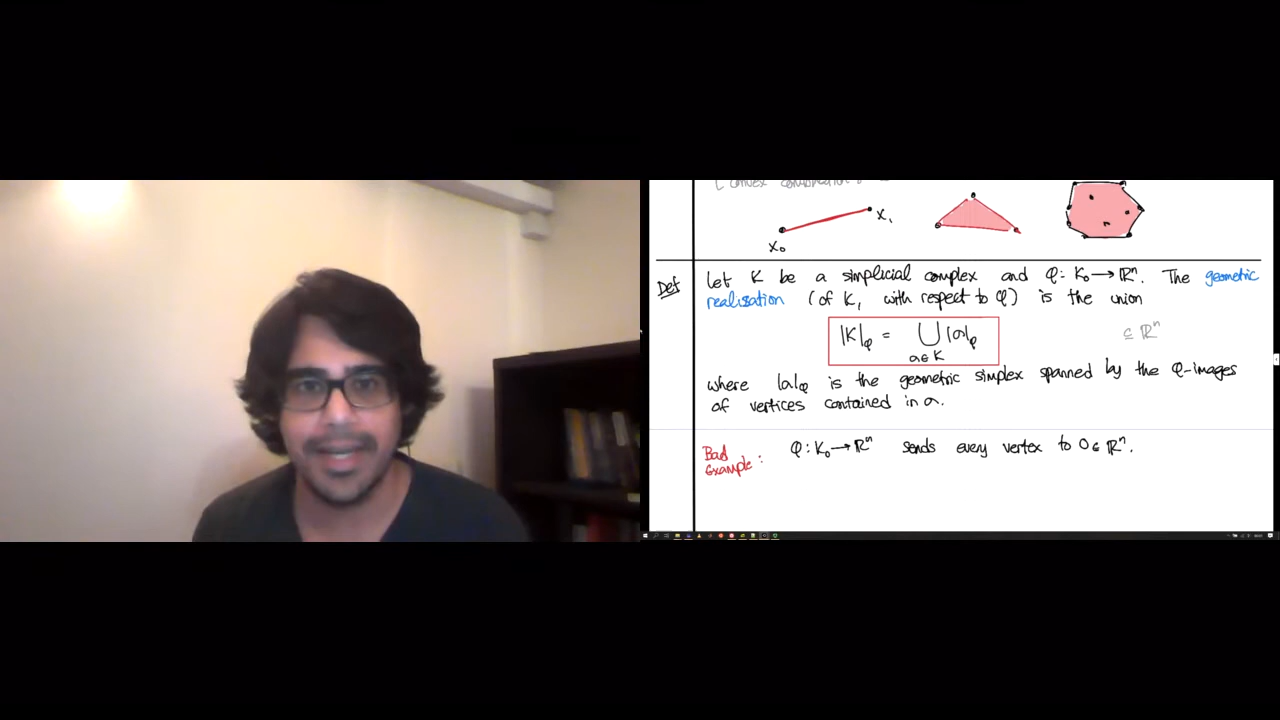 x₀
x₁
Def
Let K be a simplicial complex and φ: K₀ → ℝⁿ. The geometric
realisation (of K, with respect to φ) is the union
|K|_φ = ⋃_{σ∈K} |σ|_φ
⊆ ℝⁿ
where |σ|_φ is the geometric simplex spanned by the φ-images
of vertices contained in σ.
Bad
Example:
φ: K₀ → ℝⁿ sends every vertex to 0 ∈ ℝⁿ.